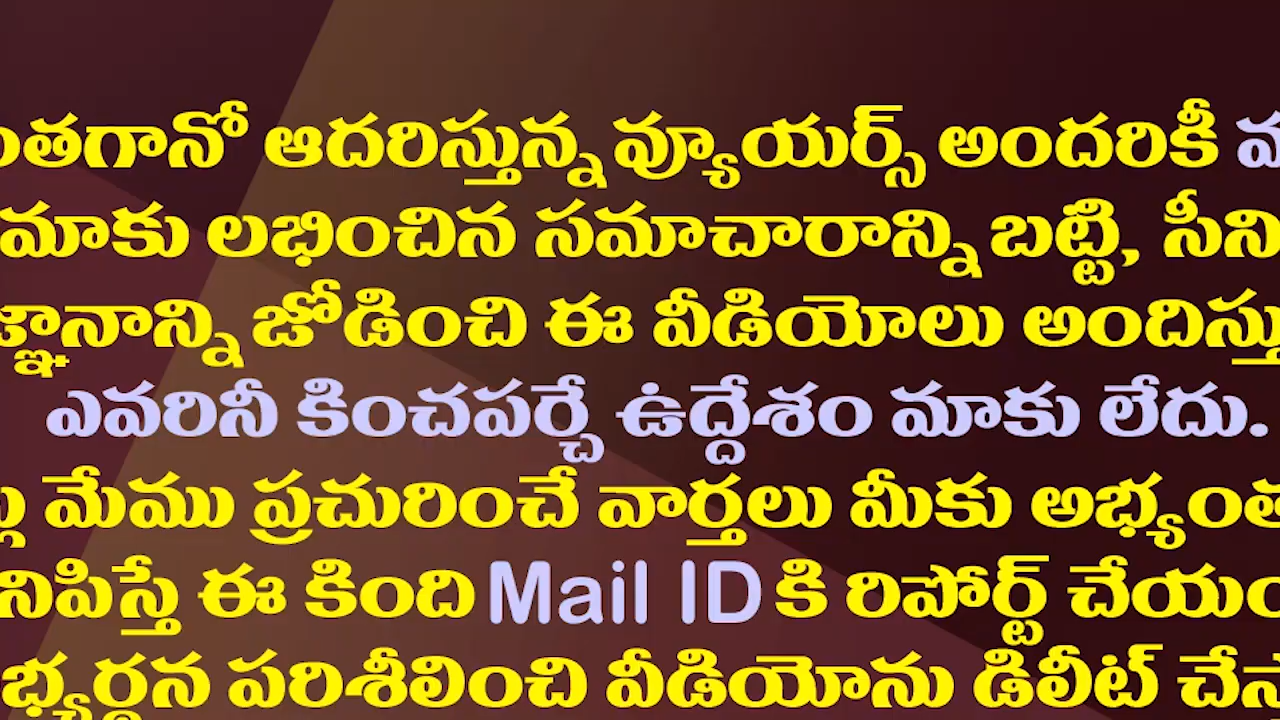 ంతగానో ఆదరిస్తున్న వ్యూయర్స్ అందరికీ
మాకు లభించిన సమాచారాన్ని బట్టి, సీని
జ్ఞానాన్ని జోడించి ఈ వీడియోలు అందిస్తు
ఎవరినీ కించపర్చే ఉద్దేశం మాకు లేదు.
మేము ప్రచురించే వార్తలు మీకు అభ్యంత
నిపిస్తే ఈ కింది Mail ID కి రిపోర్ట్ చేయం
భ్యర్థన పరిశీలించి వీడియోను డిలీట్ చేస